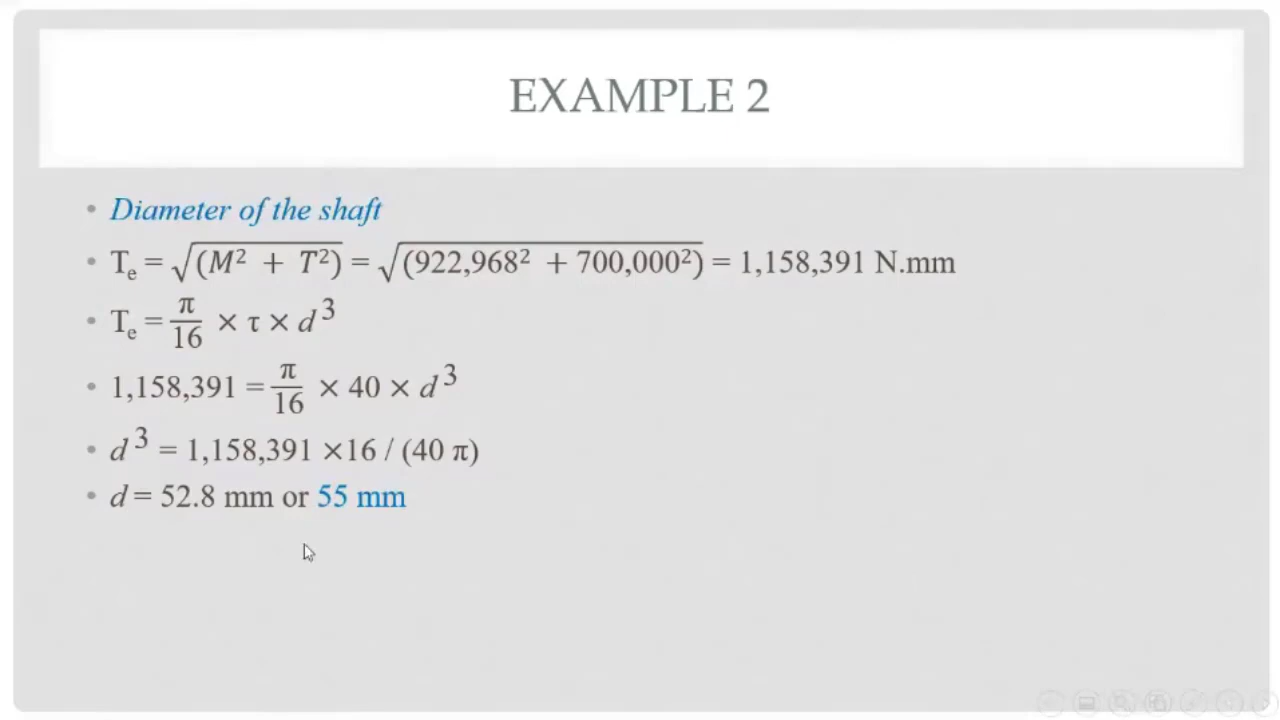 EXAMPLE 2
• Diameter of the shaft
• Tₑ = √(M² + T²) = √(922,968² + 700,000²) = 1,158,391 N.mm
• Tₑ = π/16 × τ × d³
• 1,158,391 = π/16 × 40 × d³
• d³ = 1,158,391 ×16 / (40 π)
• d = 52.8 mm or 55 mm